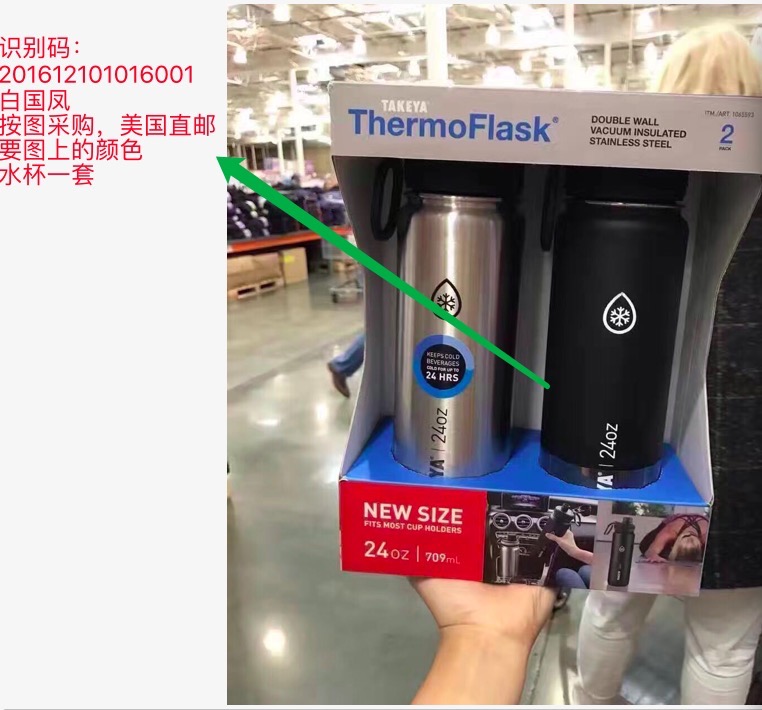 识别码：
201612101016001
白国凤
按图采购，美国直邮
要图上的颜色
水杯一套
TAKEYA
ThermoFlask®
DOUBLE WALL
VACUUM INSULATED
STAINLESS STEEL
ITM./ART. 1065593
2
PACK
KEEPS COLD
BEVERAGES
COLD FOR UP TO
24 HRS
YA® | 24oz
YA® | 24oz
NEW SIZE
FITS MOST CUP HOLDERS
24oz | 709mL